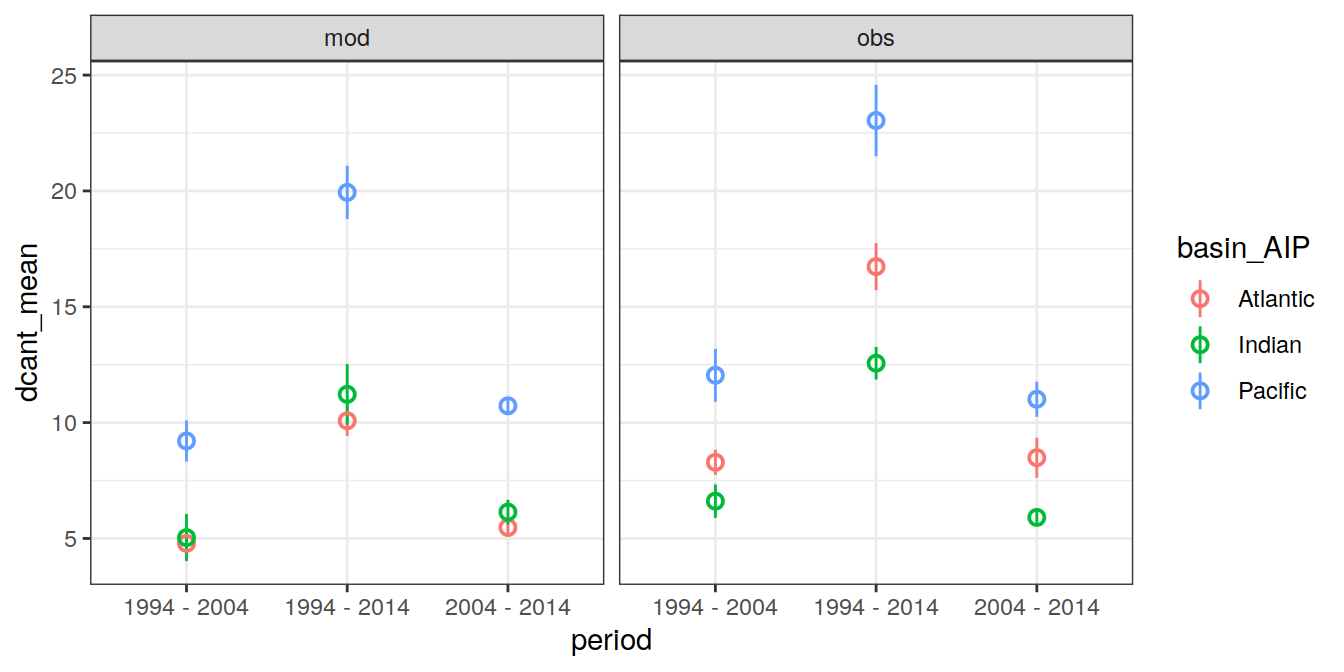 mod
obs
25
20
15
10
5
dcant_mean
1994 - 2004
1994 - 2014
2004 - 2014
1994 - 2004
1994 - 2014
2004 - 2014
period
basin_AIP
Atlantic
Indian
Pacific